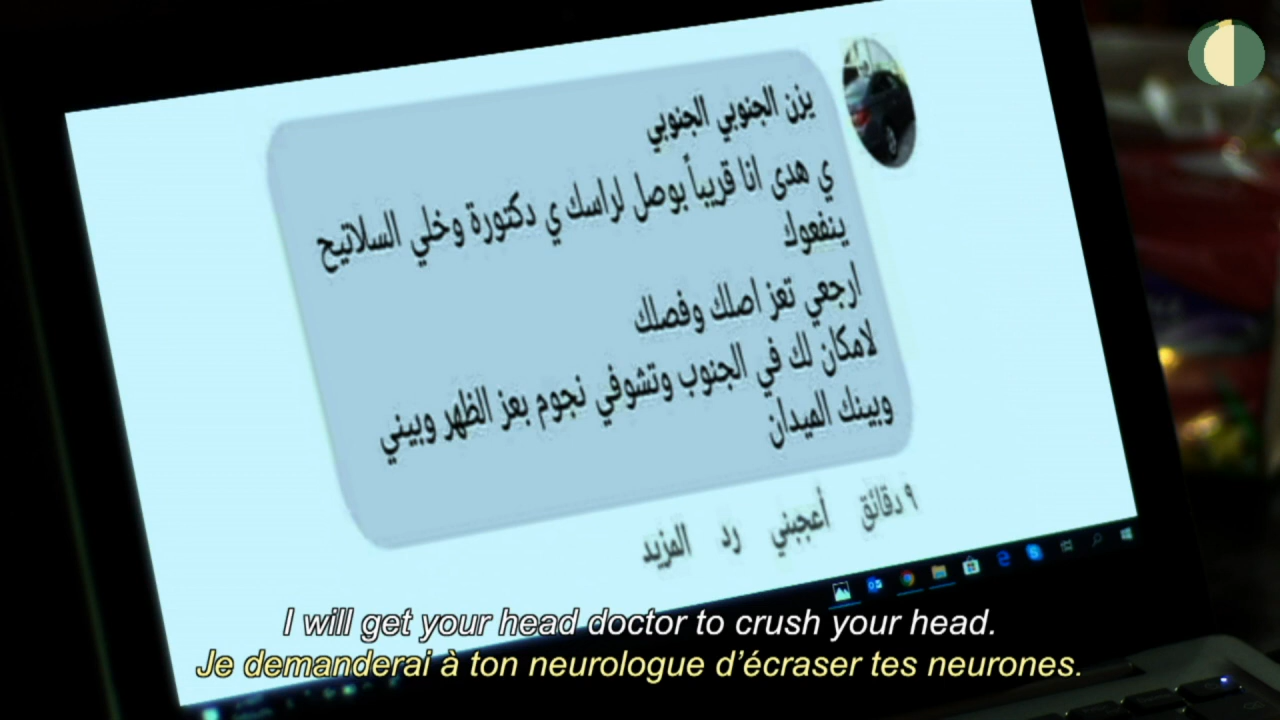 يزن الجنوبي الجنوبي
ي هدى انا قريباً بوصل لراسك ي دكتورة وخلي السلاتيح
ينفعوك
ارجعي تعز اصلك وفصلك
لامكان لك في الجنوب وتشوفي نجوم بعز الظهر وبيني
وبينك الميدان
٩ دقائق أعجبني رد المزيد
I will get your head doctor to crush your head.
Je demanderai à ton neurologue d’écraser tes neurones.